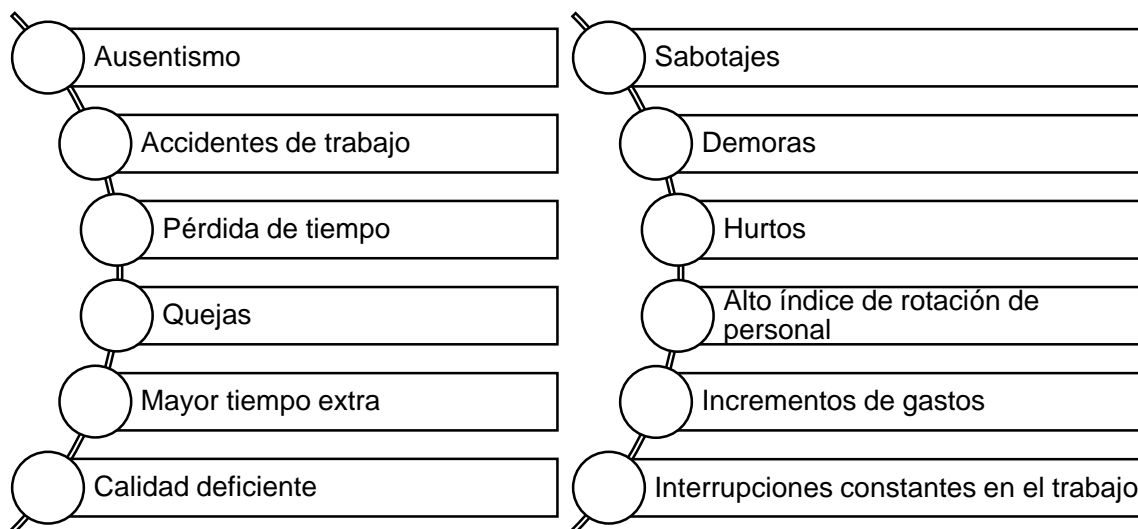 Ausentismo
Accidentes de trabajo
Pérdida de tiempo
Quejas
Mayor tiempo extra
Calidad deficiente
Sabotajes
Demoras
Hurtos
Alto índice de rotación de
personal
Incrementos de gastos
Interrupciones constantes en el trabajo